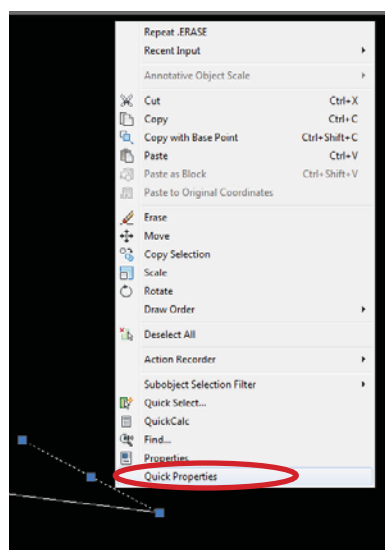 Repeat .ERASE
Recent Input
Annotative Object Scale
Cut Ctrl+X
Copy Ctrl+C
Copy with Base Point Ctrl+Shift+C
Paste Ctrl+V
Paste as Block Ctrl+Shift+V
Paste to Original Coordinates
Erase
Move
Copy Selection
Scale
Rotate
Draw Order
Deselect All
Action Recorder
Subobject Selection Filter
Quick Select...
QuickCalc
Find...
Properties
Quick Properties